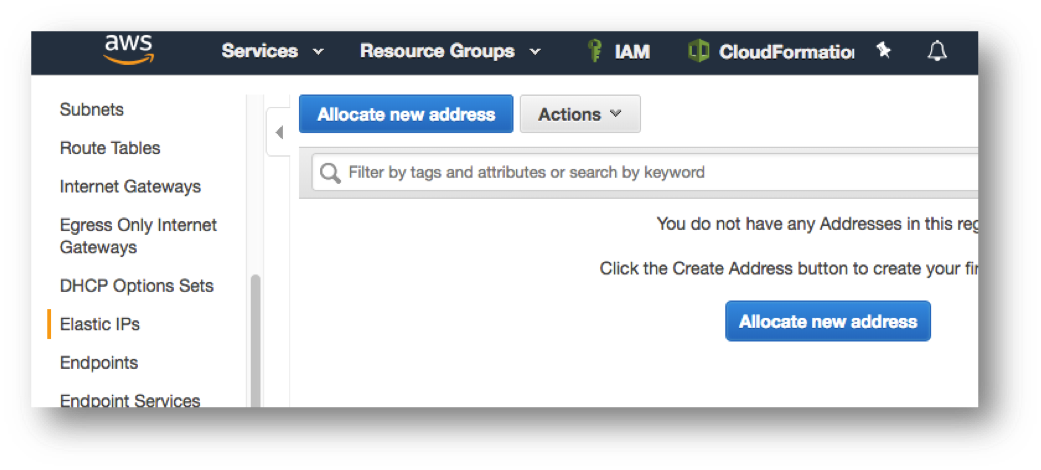 aws
Services
Resource Groups
IAM
CloudFormation
Subnets
Route Tables
Internet Gateways
Egress Only Internet
Gateways
DHCP Options Sets
Elastic IPs
Endpoints
Endpoint Services
Allocate new address
Actions
Filter by tags and attributes or search by keyword
You do not have any Addresses in this reg
Click the Create Address button to create your fir
Allocate new address